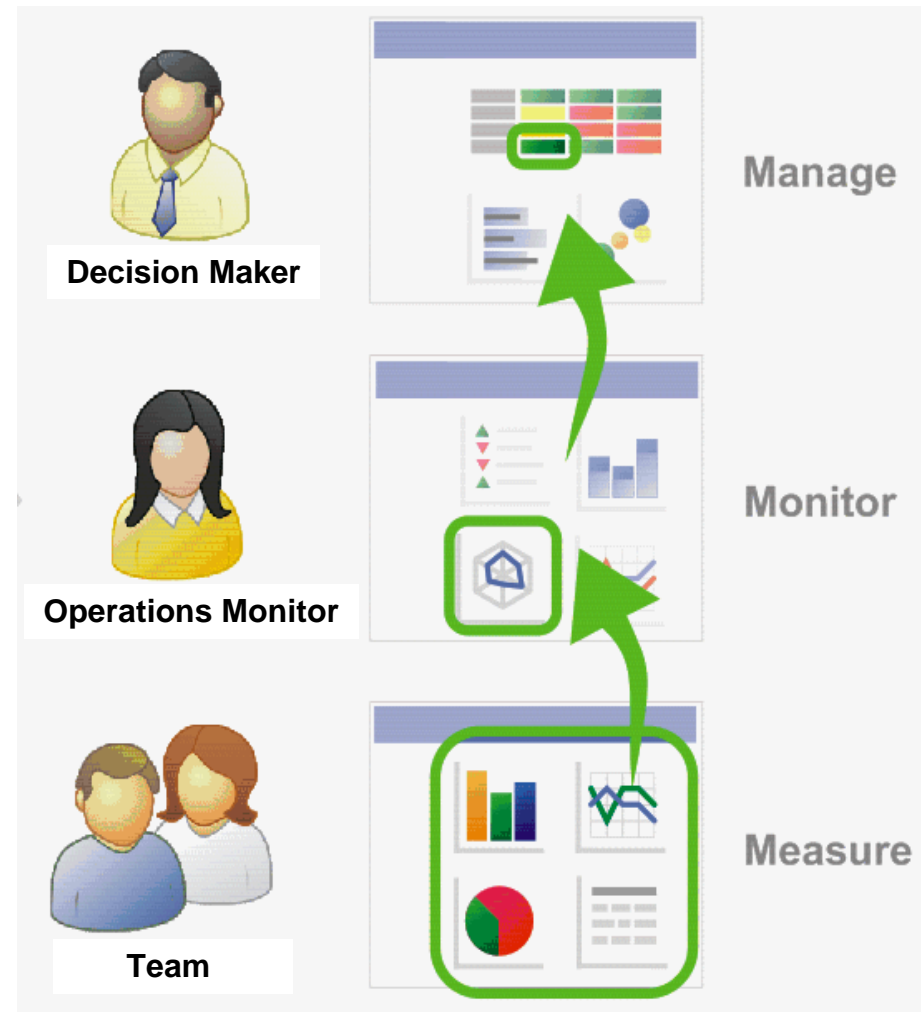 Decision Maker
Manage
Operations Monitor
Monitor
Team
Measure